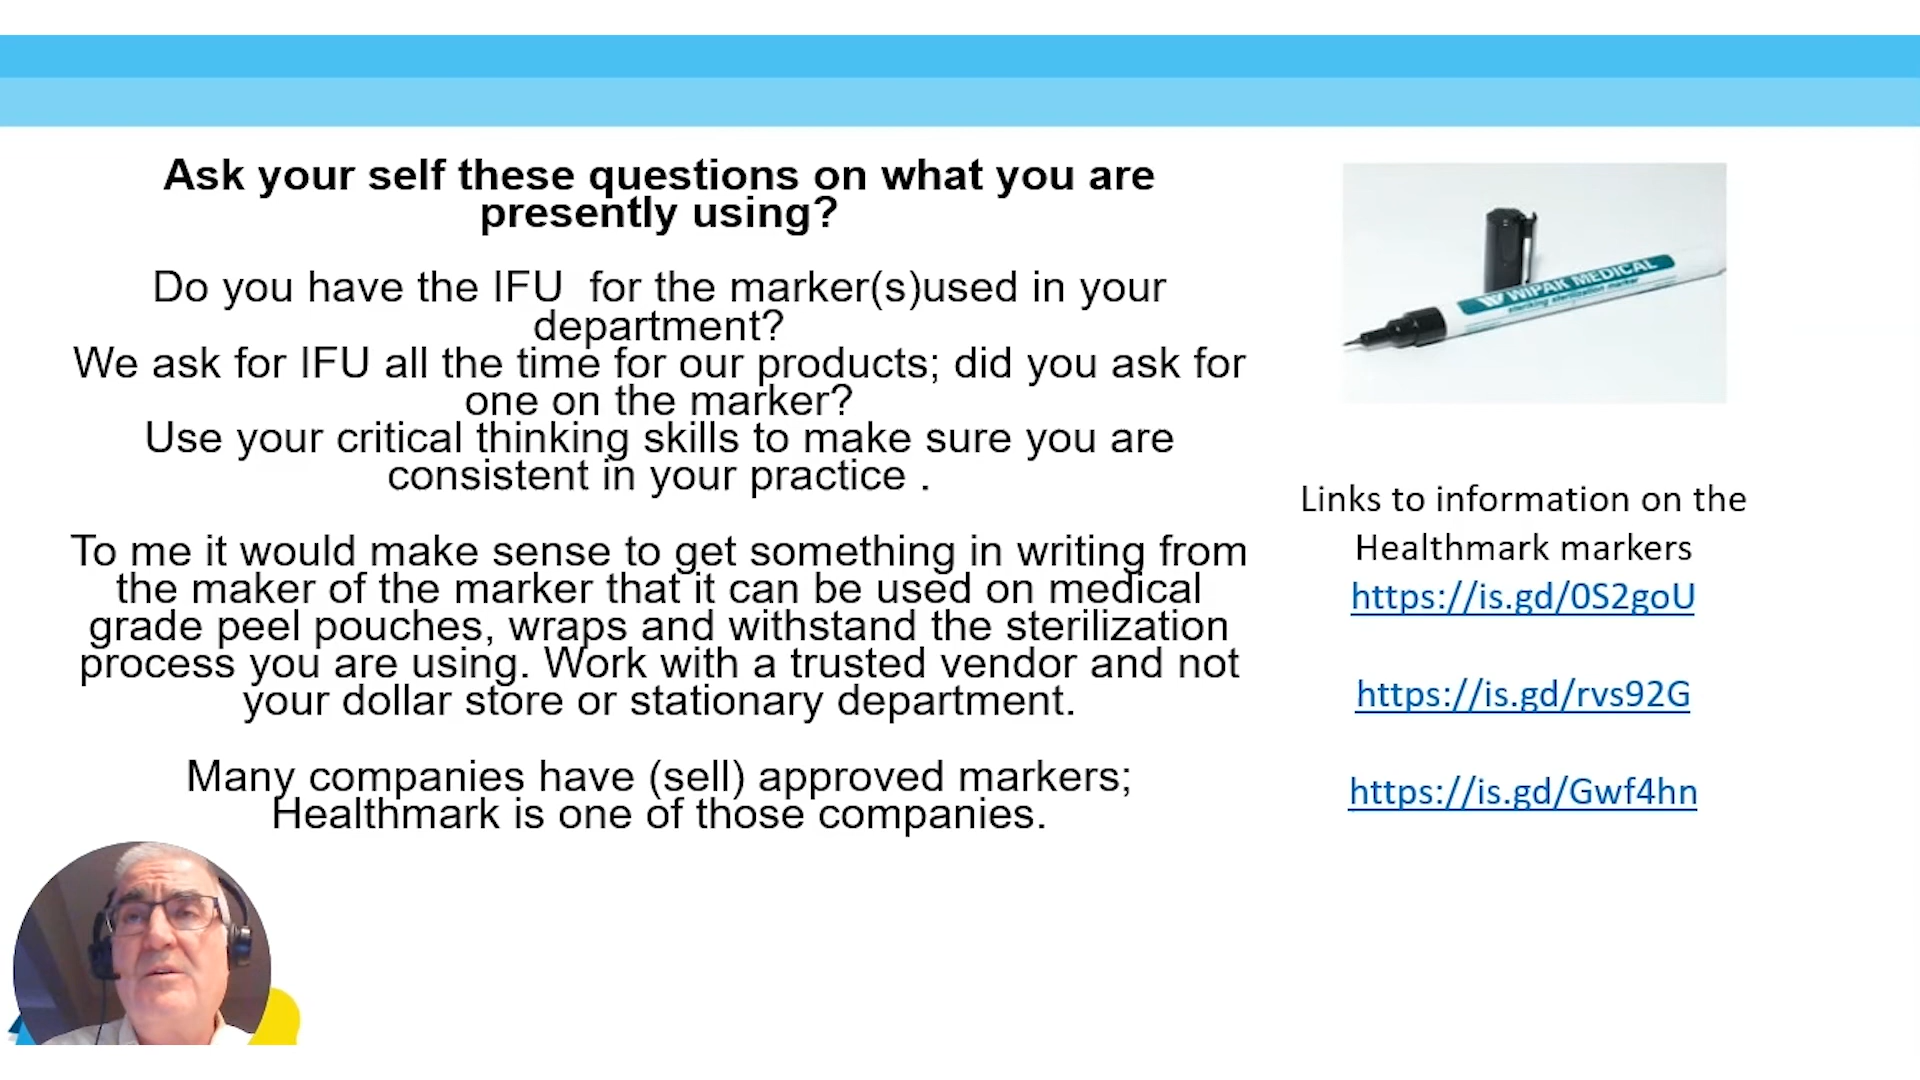 Ask your self these questions on what you are
presently using?
Do you have the IFU  for the marker(s)used in your
department?
We ask for IFU all the time for our products; did you ask for
one on the marker?
Use your critical thinking skills to make sure you are
consistent in your practice .
To me it would make sense to get something in writing from
the maker of the marker that it can be used on medical
grade peel pouches, wraps and withstand the sterilization
process you are using. Work with a trusted vendor and not
your dollar store or stationary department.
Many companies have (sell) approved markers;
Healthmark is one of those companies.
WIPAK MEDICAL
steriking sterilization marker
Links to information on the
Healthmark markers
https://is.gd/0S2goU
https://is.gd/rvs92G
https://is.gd/Gwf4hn